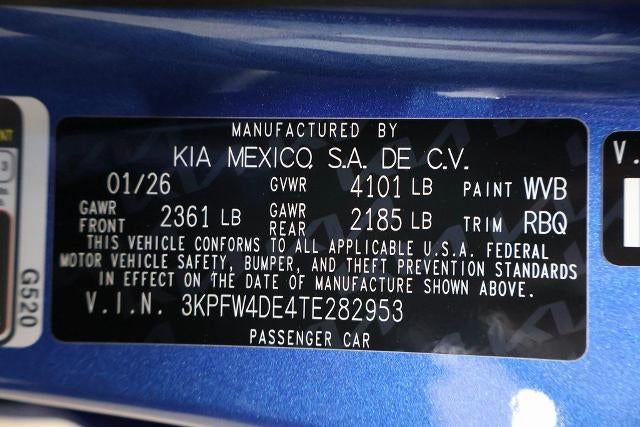 MANUFACTURED BY
KIA MEXICO, S.A. DE C.V.
01/26 GVWR 4101 LB PAINT WVB
GAWR FRONT 2361 LB GAWR REAR 2185 LB TRIM RBQ
THIS VEHICLE CONFORMS TO ALL APPLICABLE U.S.A. FEDERAL
MOTOR VEHICLE SAFETY, BUMPER, AND THEFT PREVENTION STANDARDS
IN EFFECT ON THE DATE OF MANUFACTURE SHOWN ABOVE.
V.I.N. 3KPFW4DE4TE282953
PASSENGER CAR
G520
V.